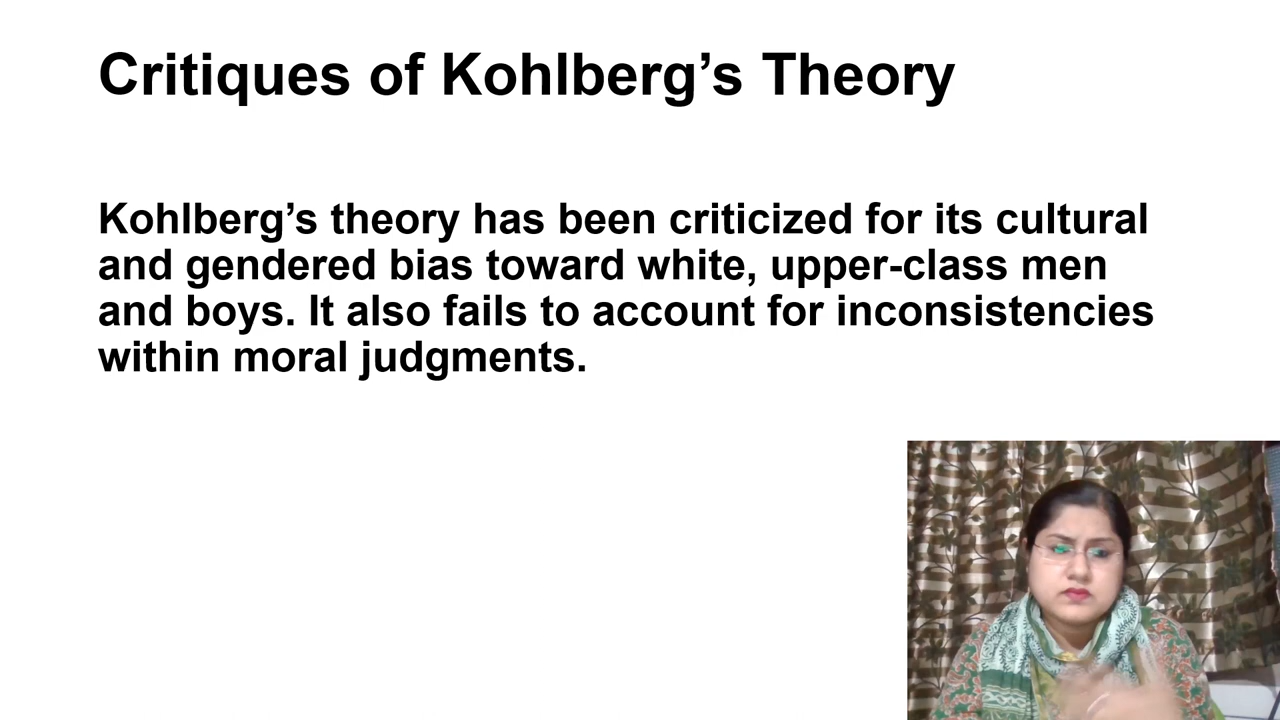 Critiques of Kohlberg’s Theory
Kohlberg’s theory has been criticized for its cultural
and gendered bias toward white, upper-class men
and boys. It also fails to account for inconsistencies
within moral judgments.